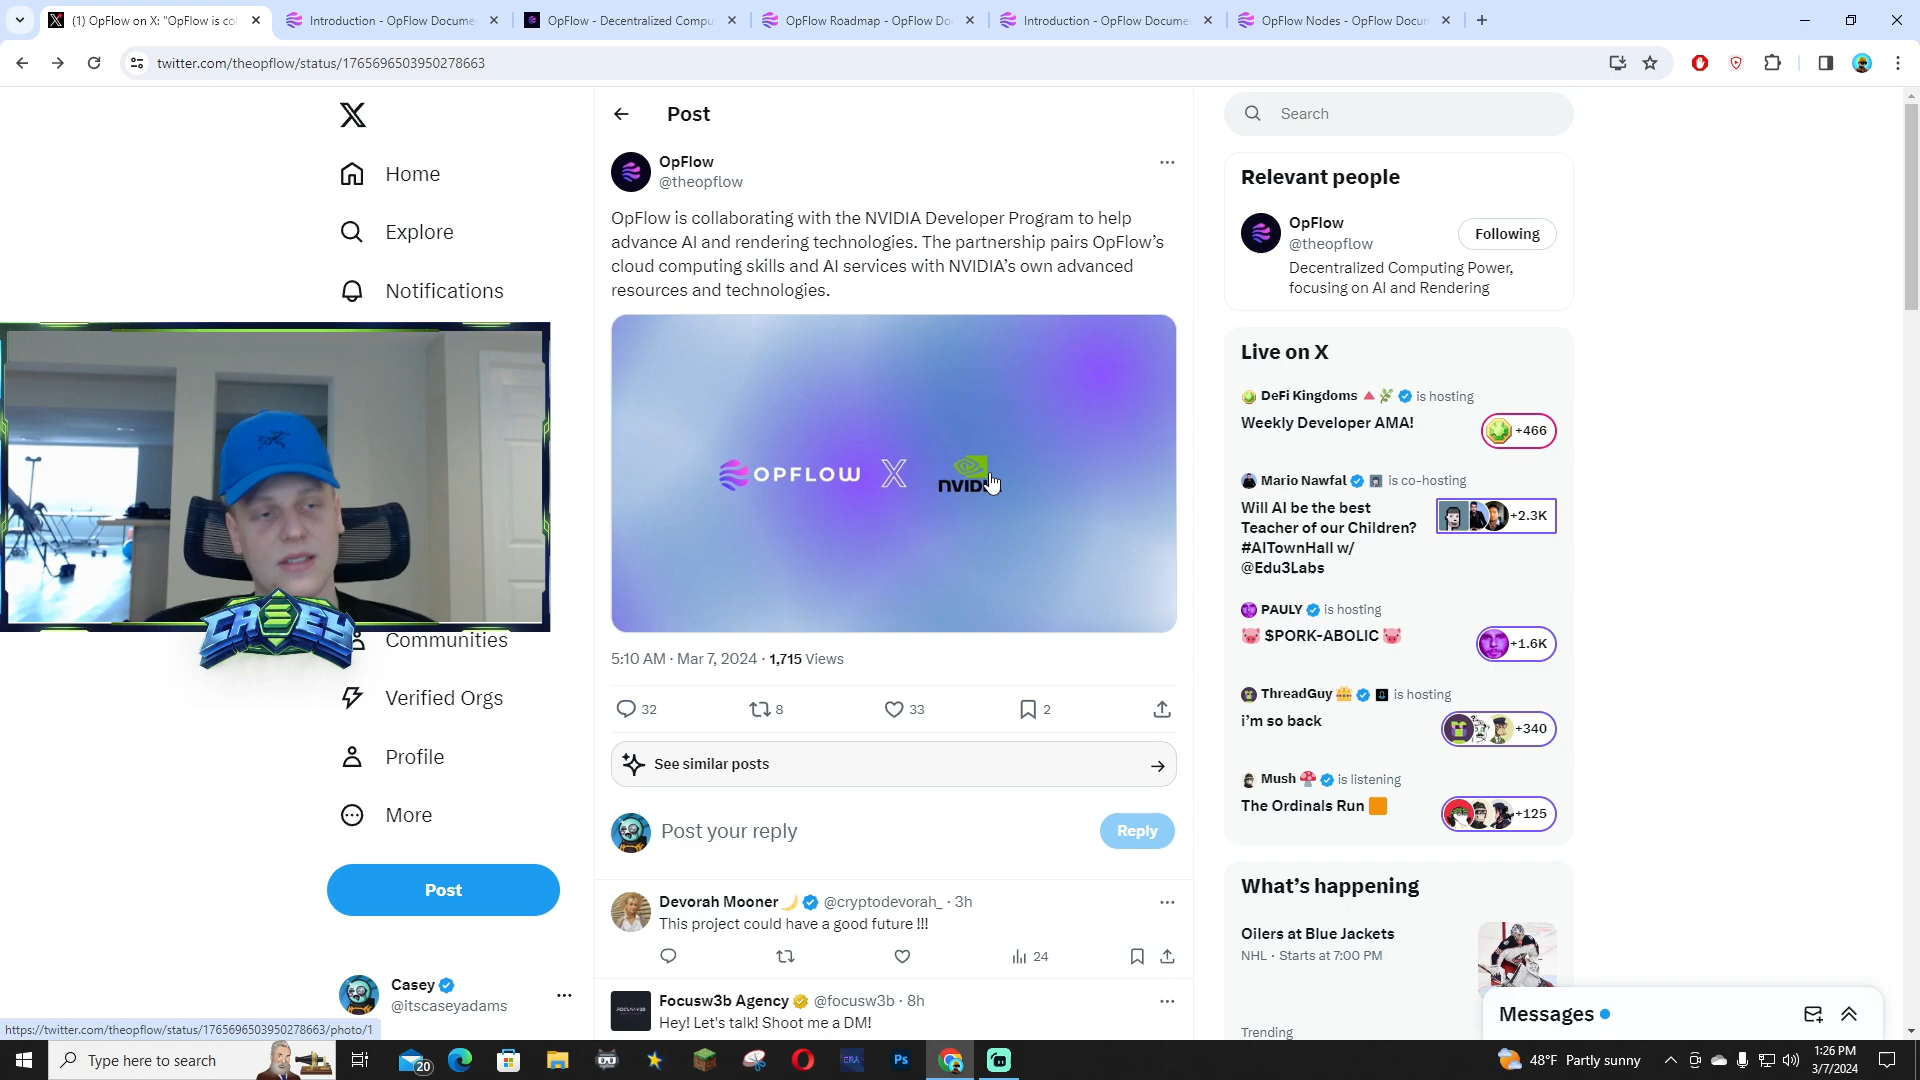 (1) OpFlow on X: "OpFlow is co
Introduction - OpFlow Docume
OpFlow - Decentralized Compu
OpFlow Roadmap - OpFlow Do
Introduction - OpFlow Docume
OpFlow Nodes - OpFlow Docun
twitter.com/theopflow/status/1765696503950278663
Home
Explore
Notifications
Communities
Verified Orgs
Profile
More
Post
Casey
@itscaseyadams
https://twitter.com/theopflow/status/1765696503950278663/photo/1
CASEY
Post
OpFlow
@theopflow
OpFlow is collaborating with the NVIDIA Developer Program to help
advance AI and rendering technologies. The partnership pairs OpFlow’s
cloud computing skills and AI services with NVIDIA’s own advanced
resources and technologies.
OPFLOW X NVIDIA
5:10 AM · Mar 7, 2024 · 1,715 Views
32 8 33 2
See similar posts
Post your reply
Reply
Devorah Mooner @cryptodevorah_ · 3h
This project could have a good future !!!
24
Focusw3b Agency @focusw3b · 8h
Hey! Let's talk! Shoot me a DM!
Search
Relevant people
OpFlow
@theopflow
Following
Decentralized Computing Power,
focusing on AI and Rendering
Live on X
DeFi Kingdoms is hosting
Weekly Developer AMA!
+466
Mario Nawfal is co-hosting
Will AI be the best
Teacher of our Children?
#AITownHall w/
@Edu3Labs
+2.3K
PAULY is hosting
$PORK-ABOLIC
+1.6K
ThreadGuy is hosting
i’m so back
+340
Mush is listening
The Ordinals Run
+125
What’s happening
Oilers at Blue Jackets
NHL · Starts at 7:00 PM
Trending
Messages
Type here to search
20
Ps
48°F Partly sunny
1:26 PM
3/7/2024